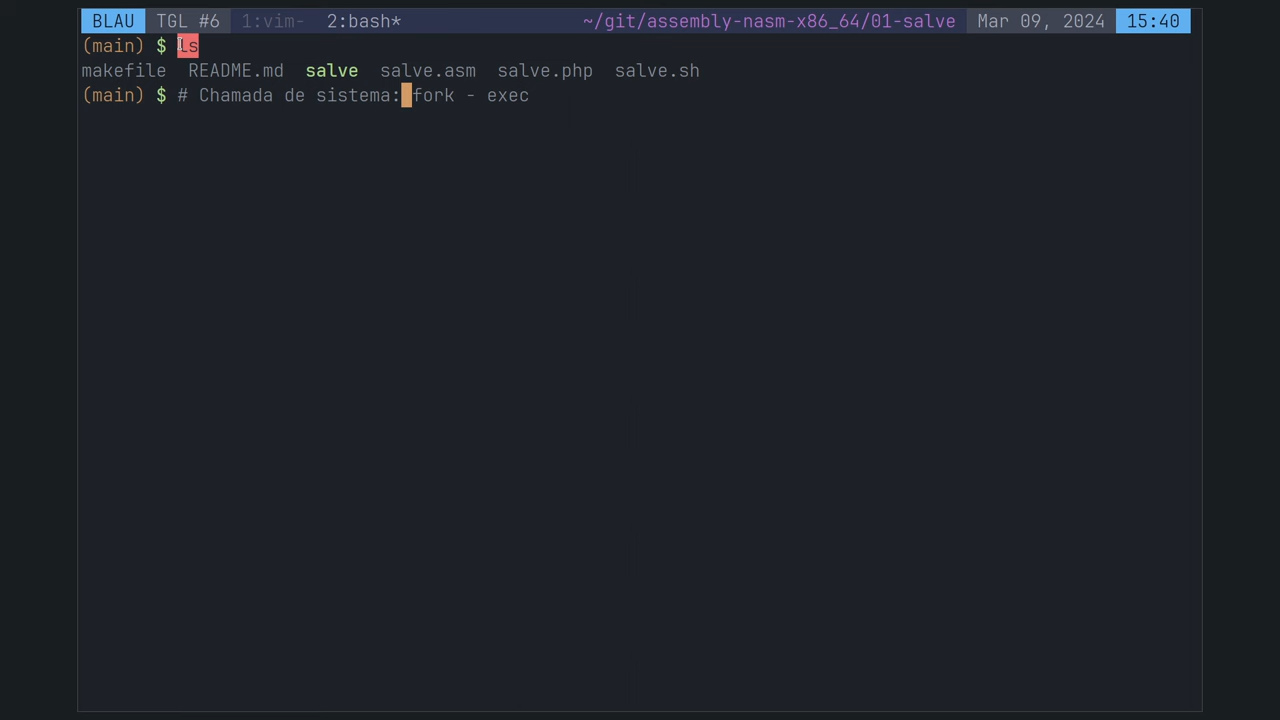 BLAU TGL #6 1:vim- 2:bash* ~/git/assembly-nasm-x86_64/01-salve Mar 09, 2024 15:40
(main) $ ls
makefile README.md salve salve.asm salve.php salve.sh
(main) $ # Chamada de sistema: fork - exec